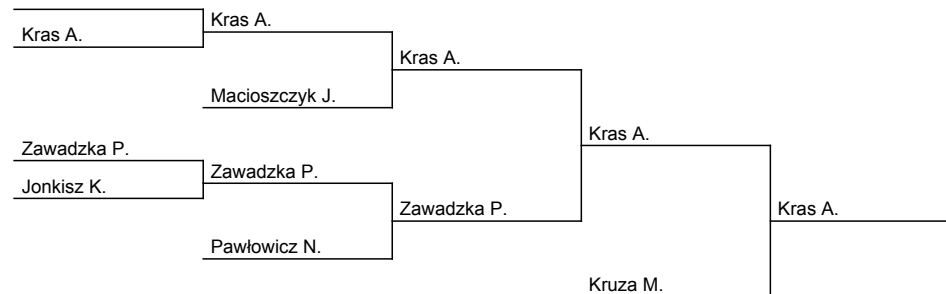 Kras A.
Kras A.
Kras A.
Macioszczyk J.
Kras A.
Zawadzka P.
Jonkisz K.
Zawadzka P.
Zawadzka P.
Kras A.
Pawłowicz N.
Kruza M.